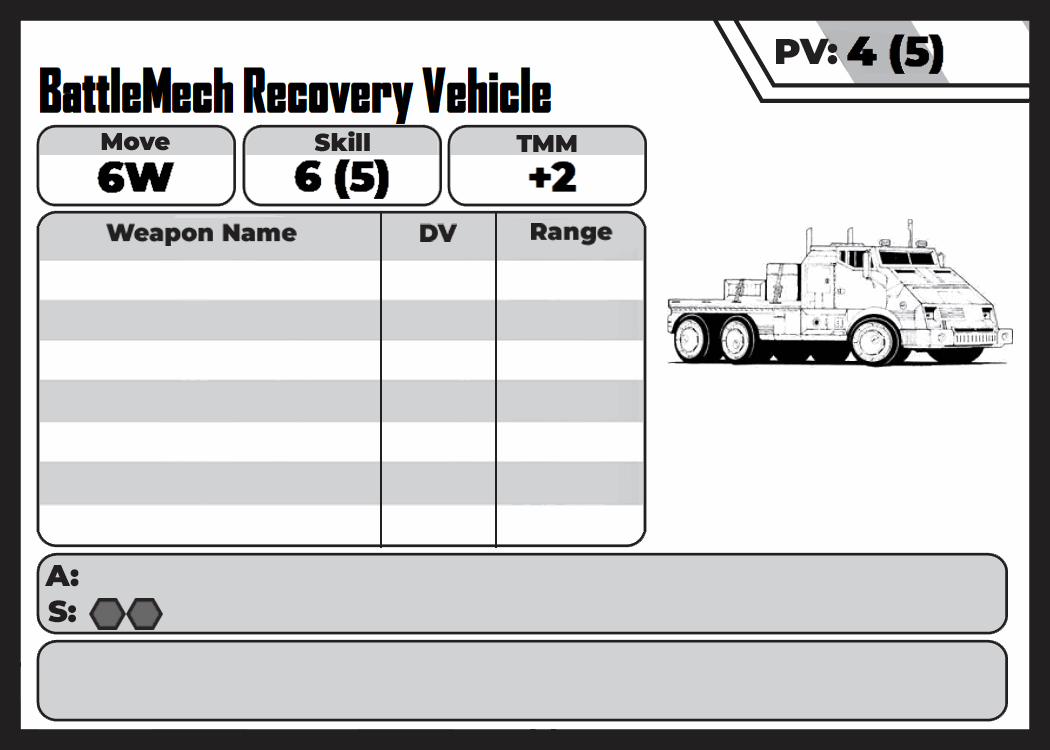 PV: 4 (5)
BattleMech Recovery Vehicle
Move Skill TMM
6W 6 (5) +2
Weapon Name DV Range
A:
S: